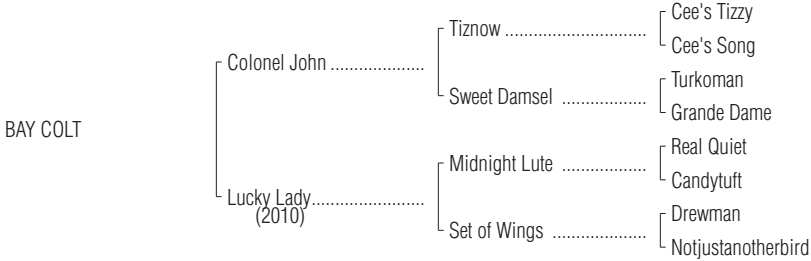 Cee's Tizzy
Tiznow ..............................
Cee's Song
Colonel John ....................
Turkoman
Sweet Damsel ..................
Grande Dame
BAY COLT
Real Quiet
Midnight Lute ..................
Candytuft
Lucky Lady........................
(2010)
Drewman
Set of Wings ....................
Notjustanotherbird